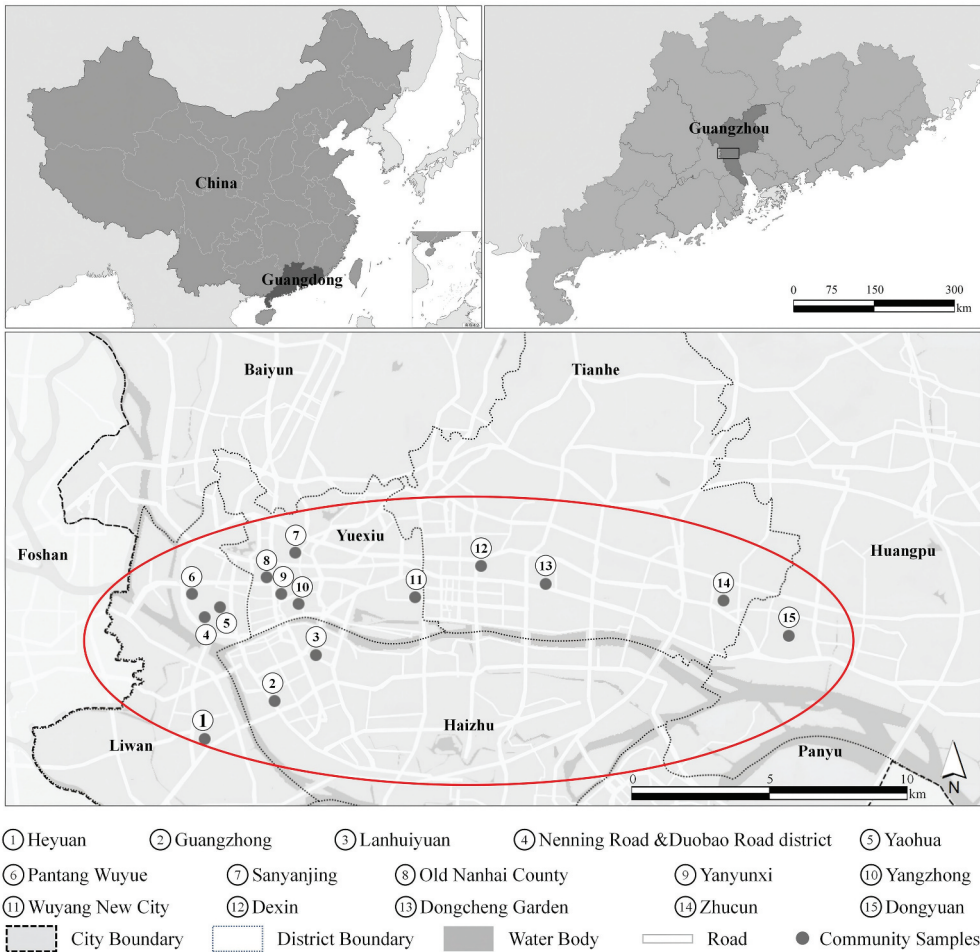 China
Guangdong
Guangzhou
0 75 150 300
km
Baiyun
Tianhe
Foshan
Yuexiu
Huangpu
7
8
9
10
6
5
4
11
12
13
14
15
3
2
1
Haizhu
Liwan
Panyu
N
0 5 10
km
1 Heyuan 2 Guangzhong 3 Lanhuiyuan 4 Nenning Road &Duobao Road district 5 Yaohua
6 Pantang Wuyue 7 Sanyanjing 8 Old Nanhai County 9 Yanyunxi 10 Yangzhong
11 Wuyang New City 12 Dexin 13 Dongcheng Garden 14 Zhucun 15 Dongyuan
City Boundary District Boundary Water Body Road Community Samples